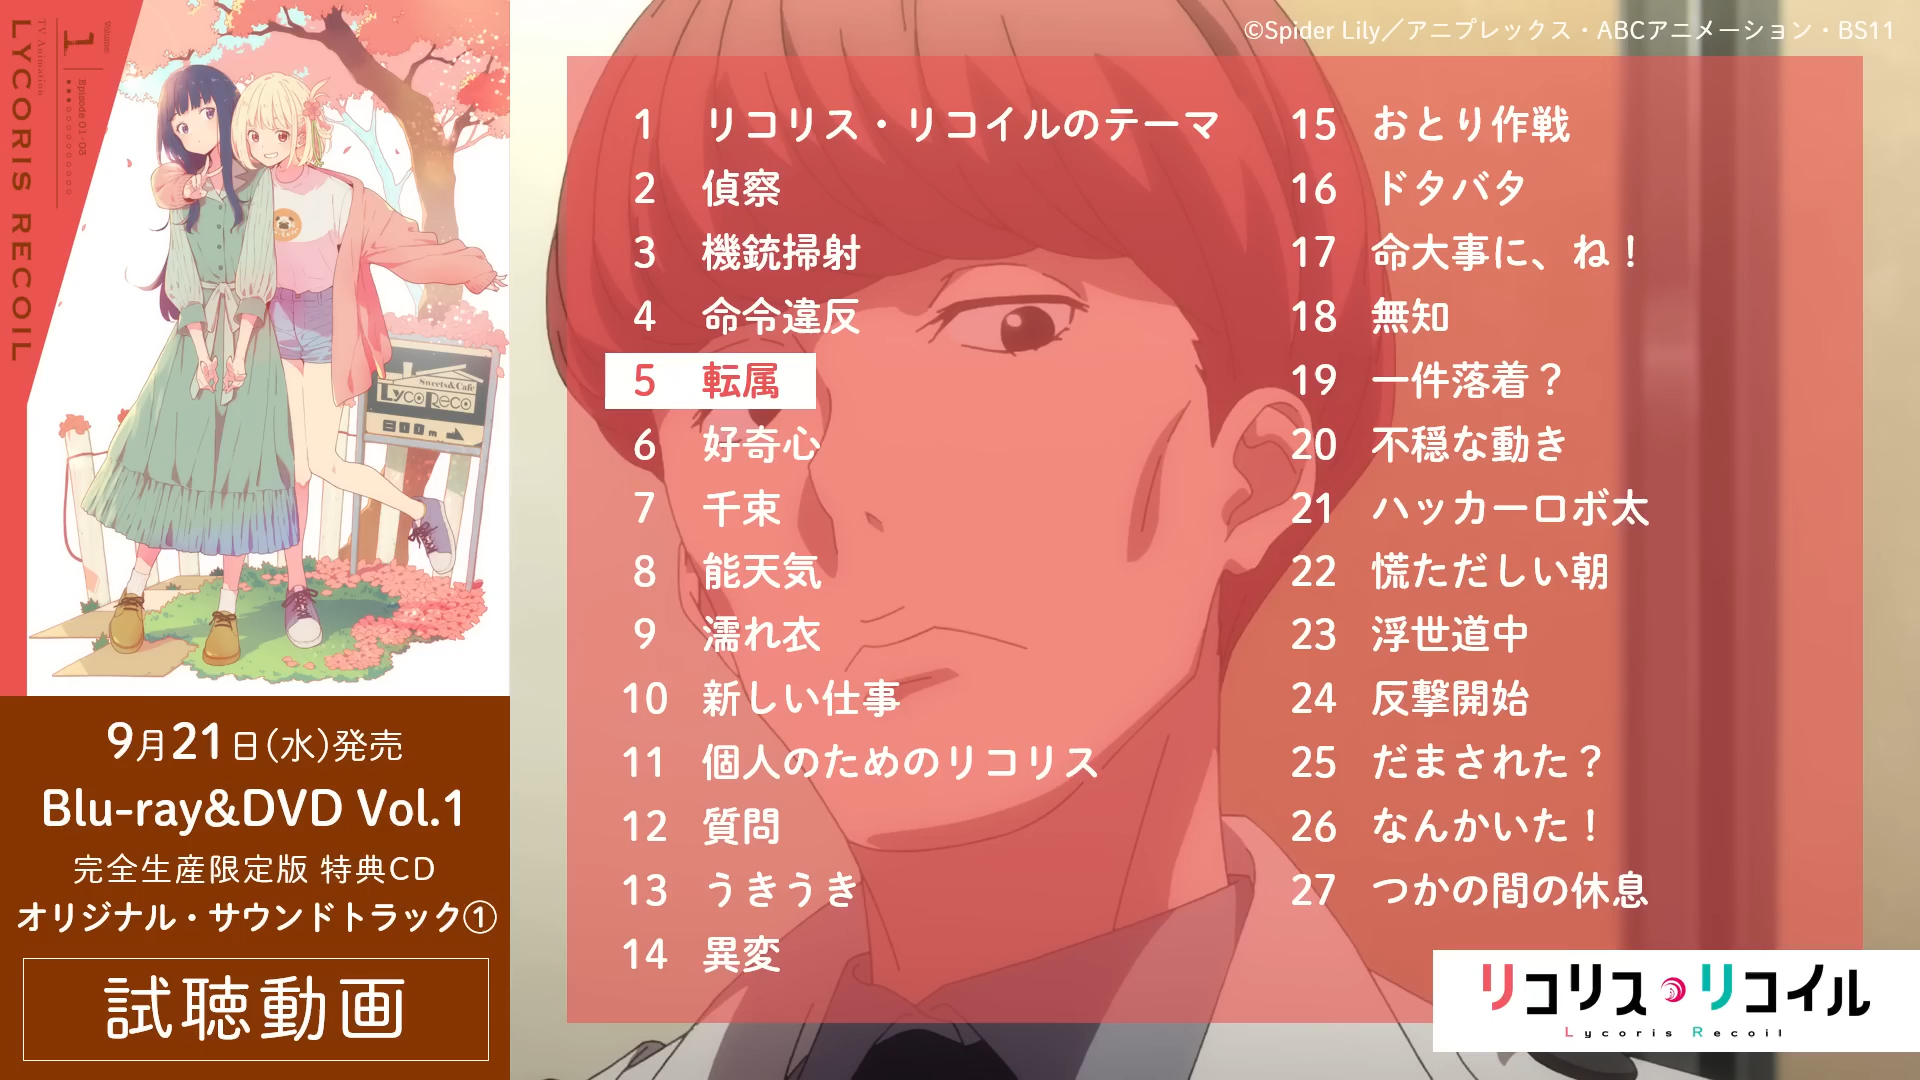 ©Spider Lily／アニプレックス・ABCアニメーション・BS11
Volume
1
Episode 01-03
TV Animation
LYCORIS RECOIL
Sweets&Cafe
LycoReco
800m
9月21日(水)発売
Blu-ray&DVD Vol.1
完全生産限定版 特典CD
オリジナル・サウンドトラック①
試聴動画
1 リコリス・リコイルのテーマ
2 偵察
3 機銃掃射
4 命令違反
5 転属
6 好奇心
7 千束
8 能天気
9 濡れ衣
10 新しい仕事
11 個人のためのリコリス
12 質問
13 うきうき
14 異変
15 おとり作戦
16 ドタバタ
17 命大事に、ね！
18 無知
19 一件落着？
20 不穏な動き
21 ハッカーロボ太
22 慌ただしい朝
23 浮世道中
24 反撃開始
25 だまされた？
26 なんかいた！
27 つかの間の休息
リコリス・リコイル
Lycoris Recoil